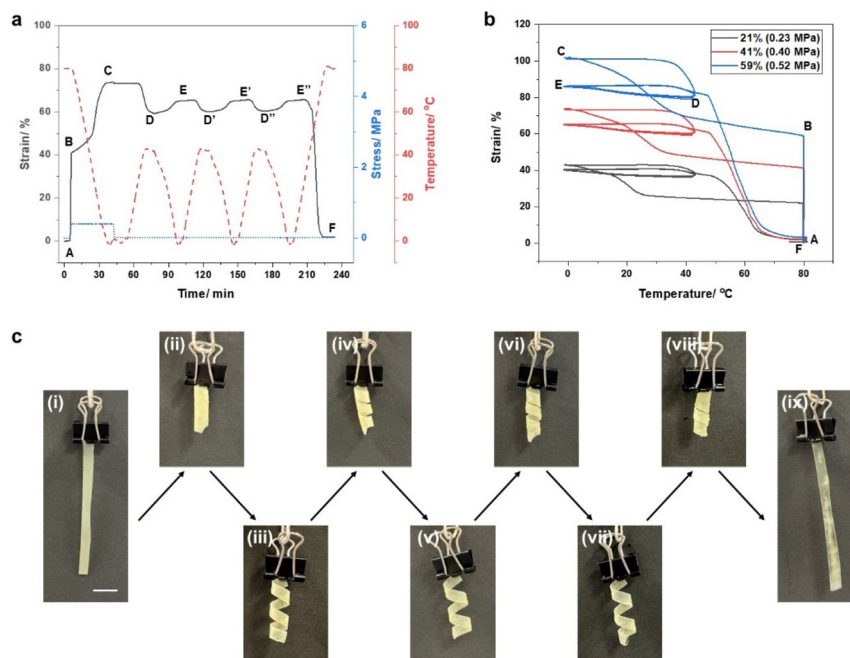 a
b
100
80
60
40
20
0
Strain/ %
A
B
C
D
E
D'
E'
D''
E''
F
0
30
60
90
120
150
180
210
240
Time/ min
6
4
2
0
Stress/ MPa
100
80
60
40
20
0
Temperature/ °C
120
100
80
60
40
20
0
Strain/ %
C
E
D
B
A
F
21% (0.23 MPa)
41% (0.40 MPa)
59% (0.52 MPa)
0
20
40
60
80
Temperature/ °C
c
(i)
(ii)
(iii)
(iv)
(v)
(vi)
(vii)
(viii)
(ix)